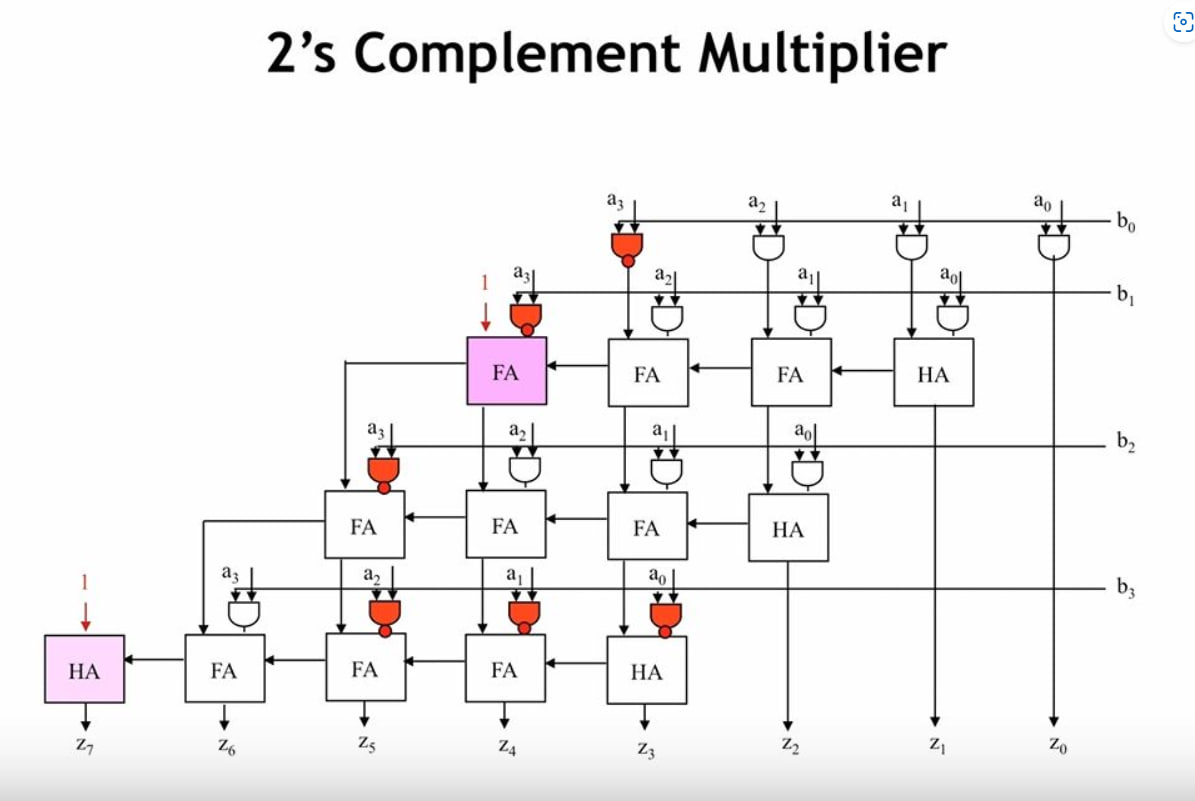 2's Complement Multiplier
a₃ a₂ a₁ a₀ b₀
1 a₃ a₂ a₁ a₀ b₁
FA FA FA HA
a₃ a₂ a₁ a₀ b₂
FA FA FA HA
1 a₃ a₂ a₁ a₀ b₃
HA FA FA FA HA
z₇ z₆ z₅ z₄ z₃ z₂ z₁ z₀